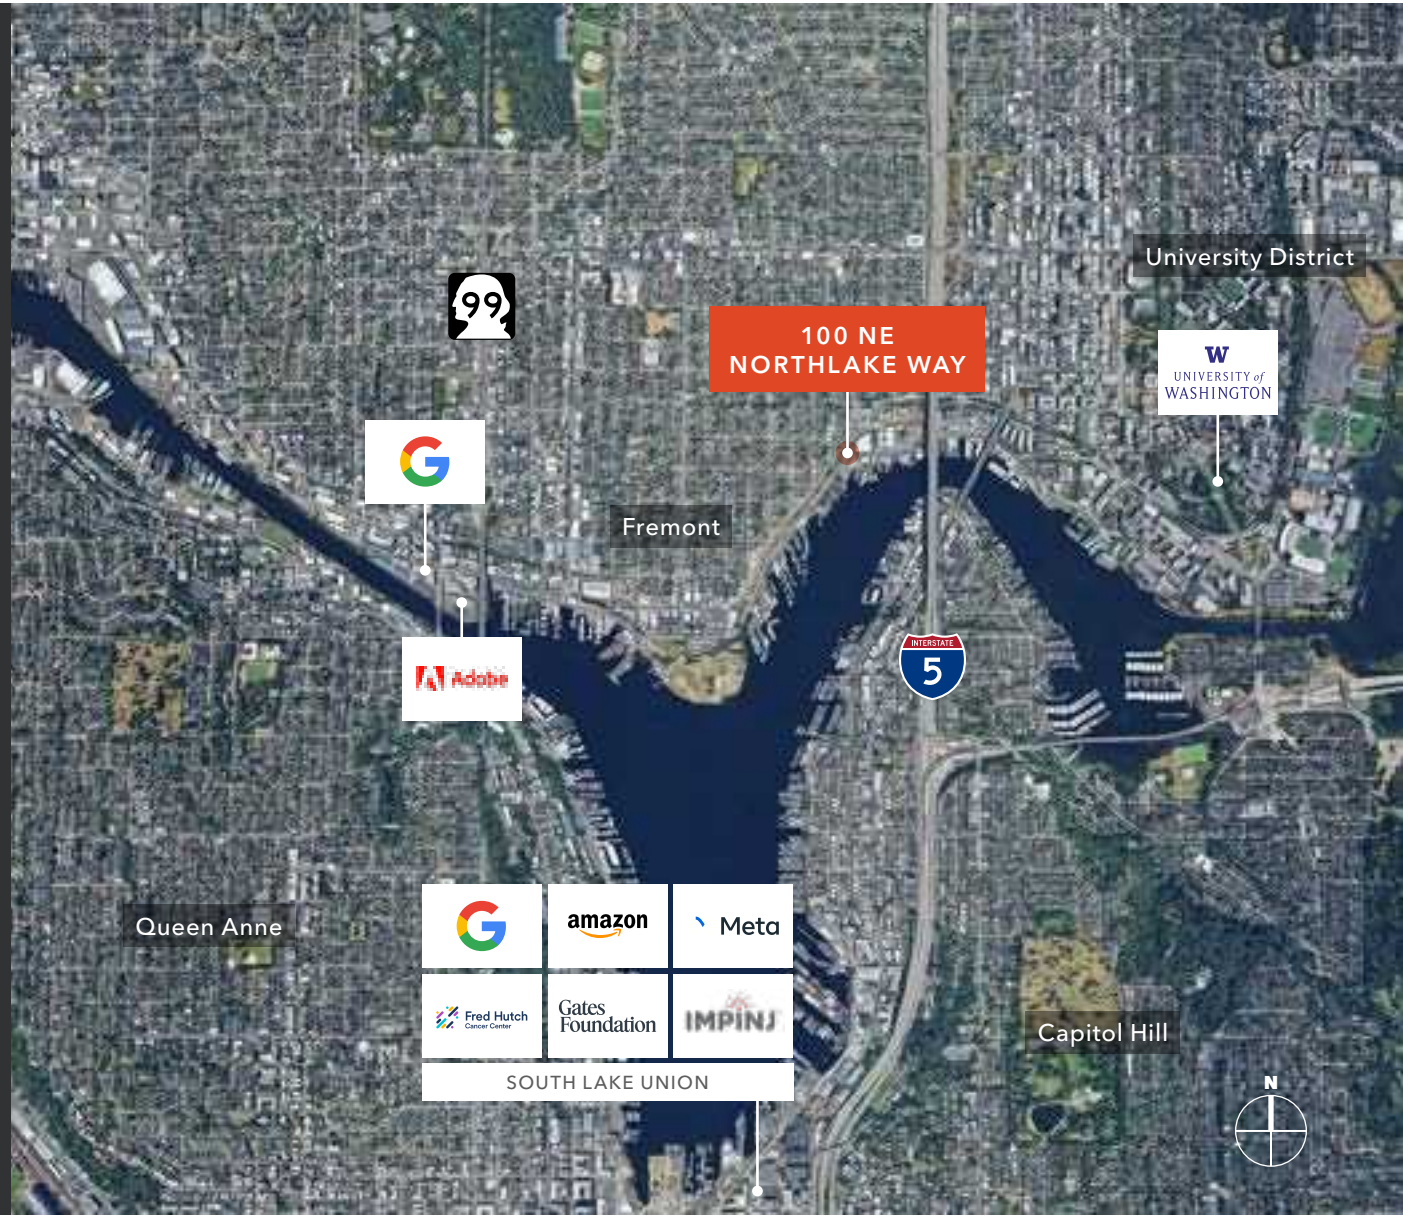 University District
99
100 NE
NORTHLAKE WAY
W
UNIVERSITY of
WASHINGTON
G
Fremont
INTERSTATE
5
Adobe
G
amazon
Meta
Queen Anne
Fred Hutch
Cancer Center
Gates
Foundation
IMPINJ
Capitol Hill
SOUTH LAKE UNION
N